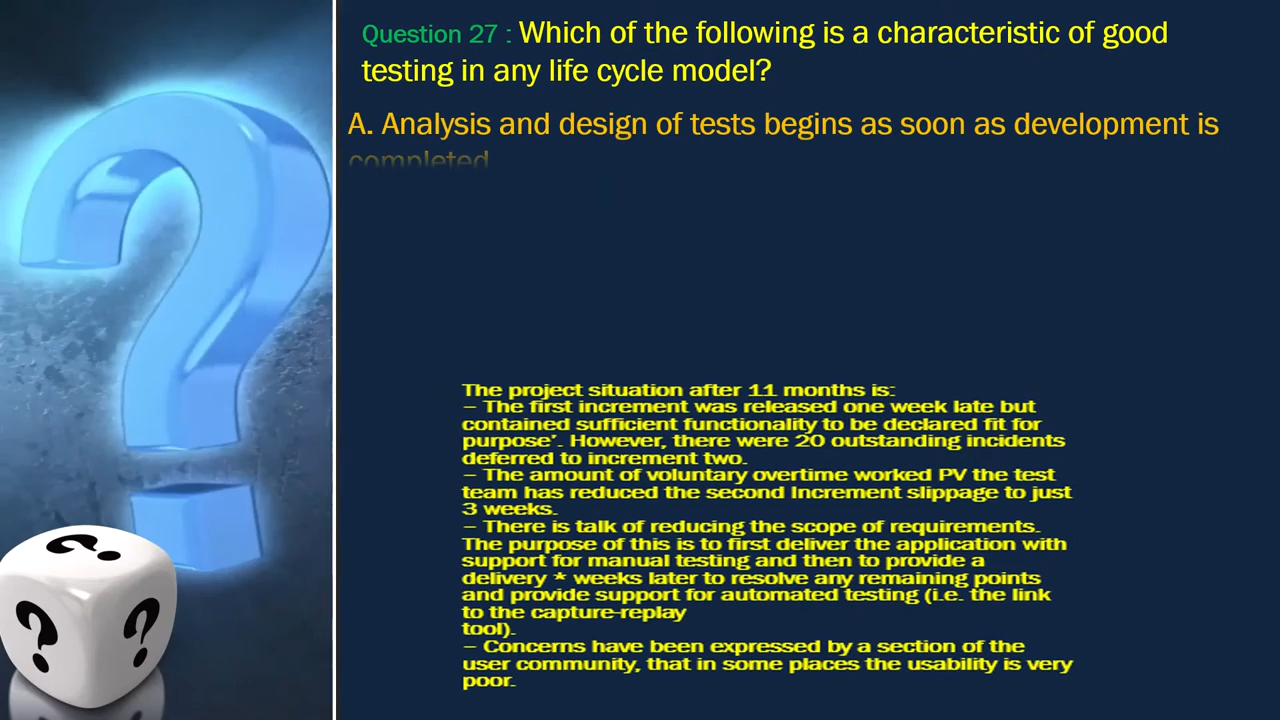 Question 27 : Which of the following is a characteristic of good
testing in any life cycle model?
A. Analysis and design of tests begins as soon as development is
completed
The project situation after 11 months is:
– The first increment was released one week late but
contained sufficient functionality to be declared fit for
purpose’. However, there were 20 outstanding incidents
deferred to increment two.
– The amount of voluntary overtime worked PV the test
team has reduced the second Increment slippage to just
3 weeks.
– There is talk of reducing the scope of requirements.
The purpose of this is to first deliver the application with
support for manual testing and then to provide a
delivery * weeks later to resolve any remaining points
and provide support for automated testing (i.e. the link
to the capture-replay
tool).
– Concerns have been expressed by a section of the
user community, that in some places the usability is very
poor.